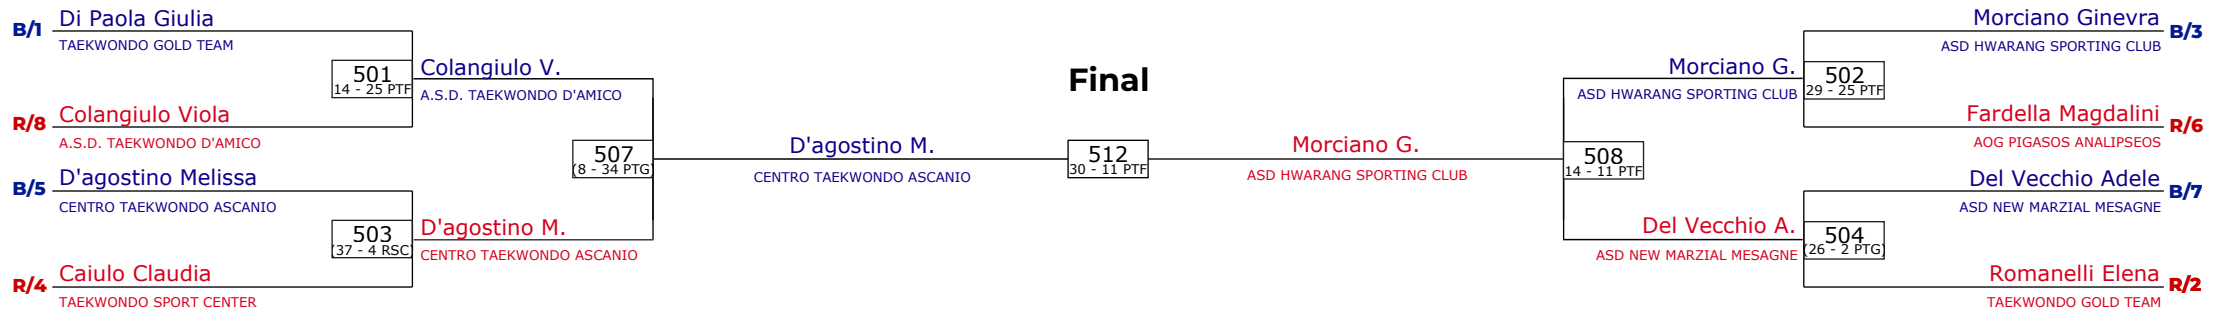 B/1
Di Paola Giulia
TAEKWONDO GOLD TEAM
501
14 - 25 PTF
R/8
Colangiulo Viola
A.S.D. TAEKWONDO D'AMICO
Colangiulo V.
A.S.D. TAEKWONDO D'AMICO
507
(8 - 34 PTG)
B/5
D'agostino Melissa
CENTRO TAEKWONDO ASCANIO
503
(37 - 4 RSC)
R/4
Caiulo Claudia
TAEKWONDO SPORT CENTER
D'agostino M.
CENTRO TAEKWONDO ASCANIO
D'agostino M.
CENTRO TAEKWONDO ASCANIO
Final
512
30 - 11 PTF
Morciano G.
ASD HWARANG SPORTING CLUB
Morciano G.
ASD HWARANG SPORTING CLUB
508
14 - 11 PTF
Del Vecchio A.
ASD NEW MARZIAL MESAGNE
Morciano Ginevra
B/3
ASD HWARANG SPORTING CLUB
502
29 - 25 PTF
Fardella Magdalini
R/6
AOG PIGASOS ANALIPSEOS
Del Vecchio Adele
B/7
ASD NEW MARZIAL MESAGNE
504
(26 - 2 PTG)
Romanelli Elena
R/2
TAEKWONDO GOLD TEAM